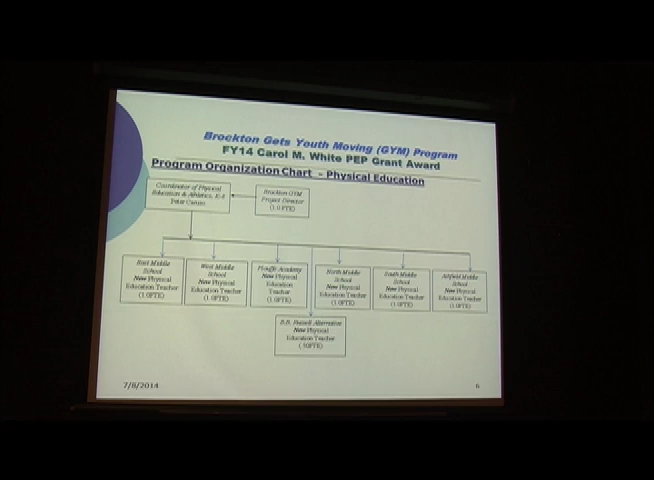 Brockton Gets Youth Moving (GYM) Program
FY14 Carol M. White PEP Grant Award
Program Organization Chart - Physical Education
Coordinator of Physical
Education & Athletics, K-8
Peter
Brockton GYM
Project Director
(1.0FTE)
East Middle
School
New Physical
Education Teacher
(1.0FTE)
West Middle
School
New Physical
Education Teacher
(1.0FTE)
Plouffe Academy
New Physical
Education
Teacher
(1.0FTE)
North Middle
School
New Physical
Education Teacher
(1.0FTE)
South Middle
School
New Physical
Education Teacher
(1.0FTE)
Ashfield Middle
School
New Physical
Education Teacher
(1.0FTE)
B.B. Russell Alternative
New Physical
Education Teacher
(.50FTE)
7/8/2014
6